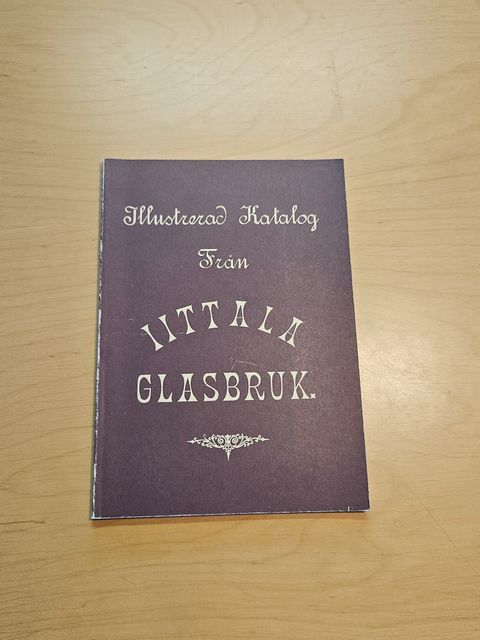 Illustrerad Katalog
Från
IITTALA
GLASBRUK.